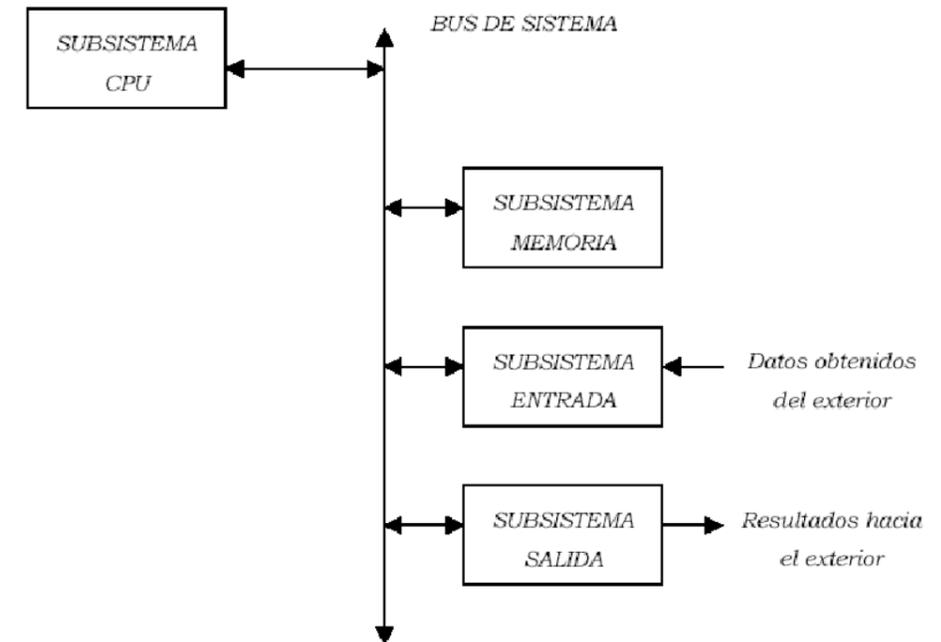 BUS DE SISTEMA
SUBSISTEMA
CPU
SUBSISTEMA
MEMORIA
SUBSISTEMA
ENTRADA
Datos obtenidos
del exterior
SUBSISTEMA
SALIDA
Resultados hacia
el exterior